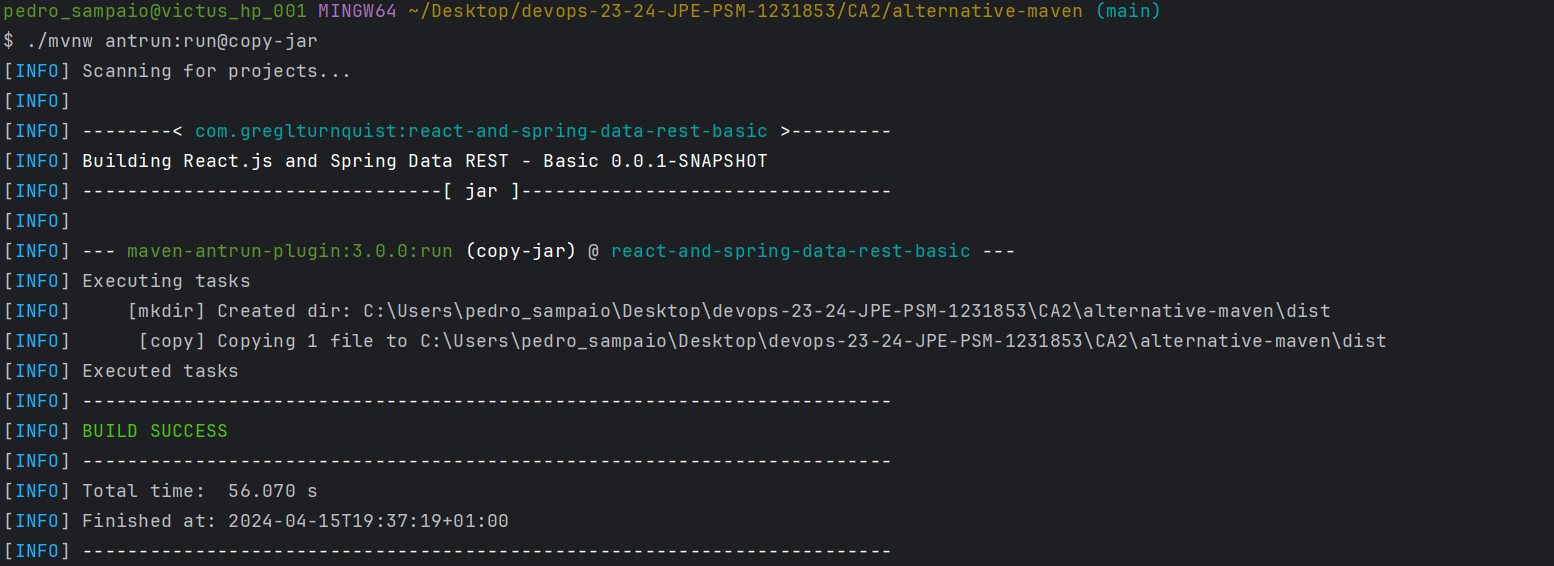 pedro_sampaio@victus_hp_001 MINGW64 ~/Desktop/devops-23-24-JPE-PSM-1231853/CA2/alternative-maven (main)
$ ./mvnw antrun:run@copy-jar
[INFO] Scanning for projects...
[INFO]
[INFO] --------< com.greglturnquist:react-and-spring-data-rest-basic >---------
[INFO] Building React.js and Spring Data REST - Basic 0.0.1-SNAPSHOT
[INFO] --------------------------------[ jar ]---------------------------------
[INFO]
[INFO] --- maven-antrun-plugin:3.0.0:run (copy-jar) @ react-and-spring-data-rest-basic ---
[INFO] Executing tasks
[INFO]     [mkdir] Created dir: C:\Users\pedro_sampaio\Desktop\devops-23-24-JPE-PSM-1231853\CA2\alternative-maven\dist
[INFO]      [copy] Copying 1 file to C:\Users\pedro_sampaio\Desktop\devops-23-24-JPE-PSM-1231853\CA2\alternative-maven\dist
[INFO] Executed tasks
[INFO] ------------------------------------------------------------------------
[INFO] BUILD SUCCESS
[INFO] ------------------------------------------------------------------------
[INFO] Total time:  56.070 s
[INFO] Finished at: 2024-04-15T19:37:19+01:00
[INFO] ------------------------------------------------------------------------